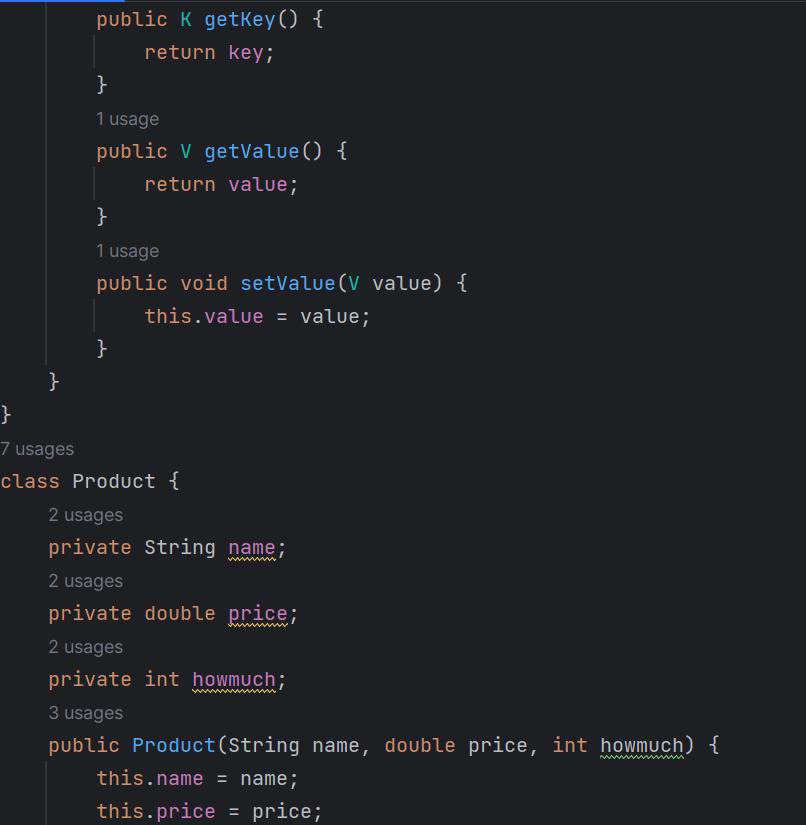 public K getKey() {
return key;
}
1 usage
public V getValue() {
return value;
}
1 usage
public void setValue(V value) {
this.value = value;
}
}
}
7 usages
class Product {
2 usages
private String name;
2 usages
private double price;
2 usages
private int howmuch;
3 usages
public Product(String name, double price, int howmuch) {
this.name = name;
this.price = price;